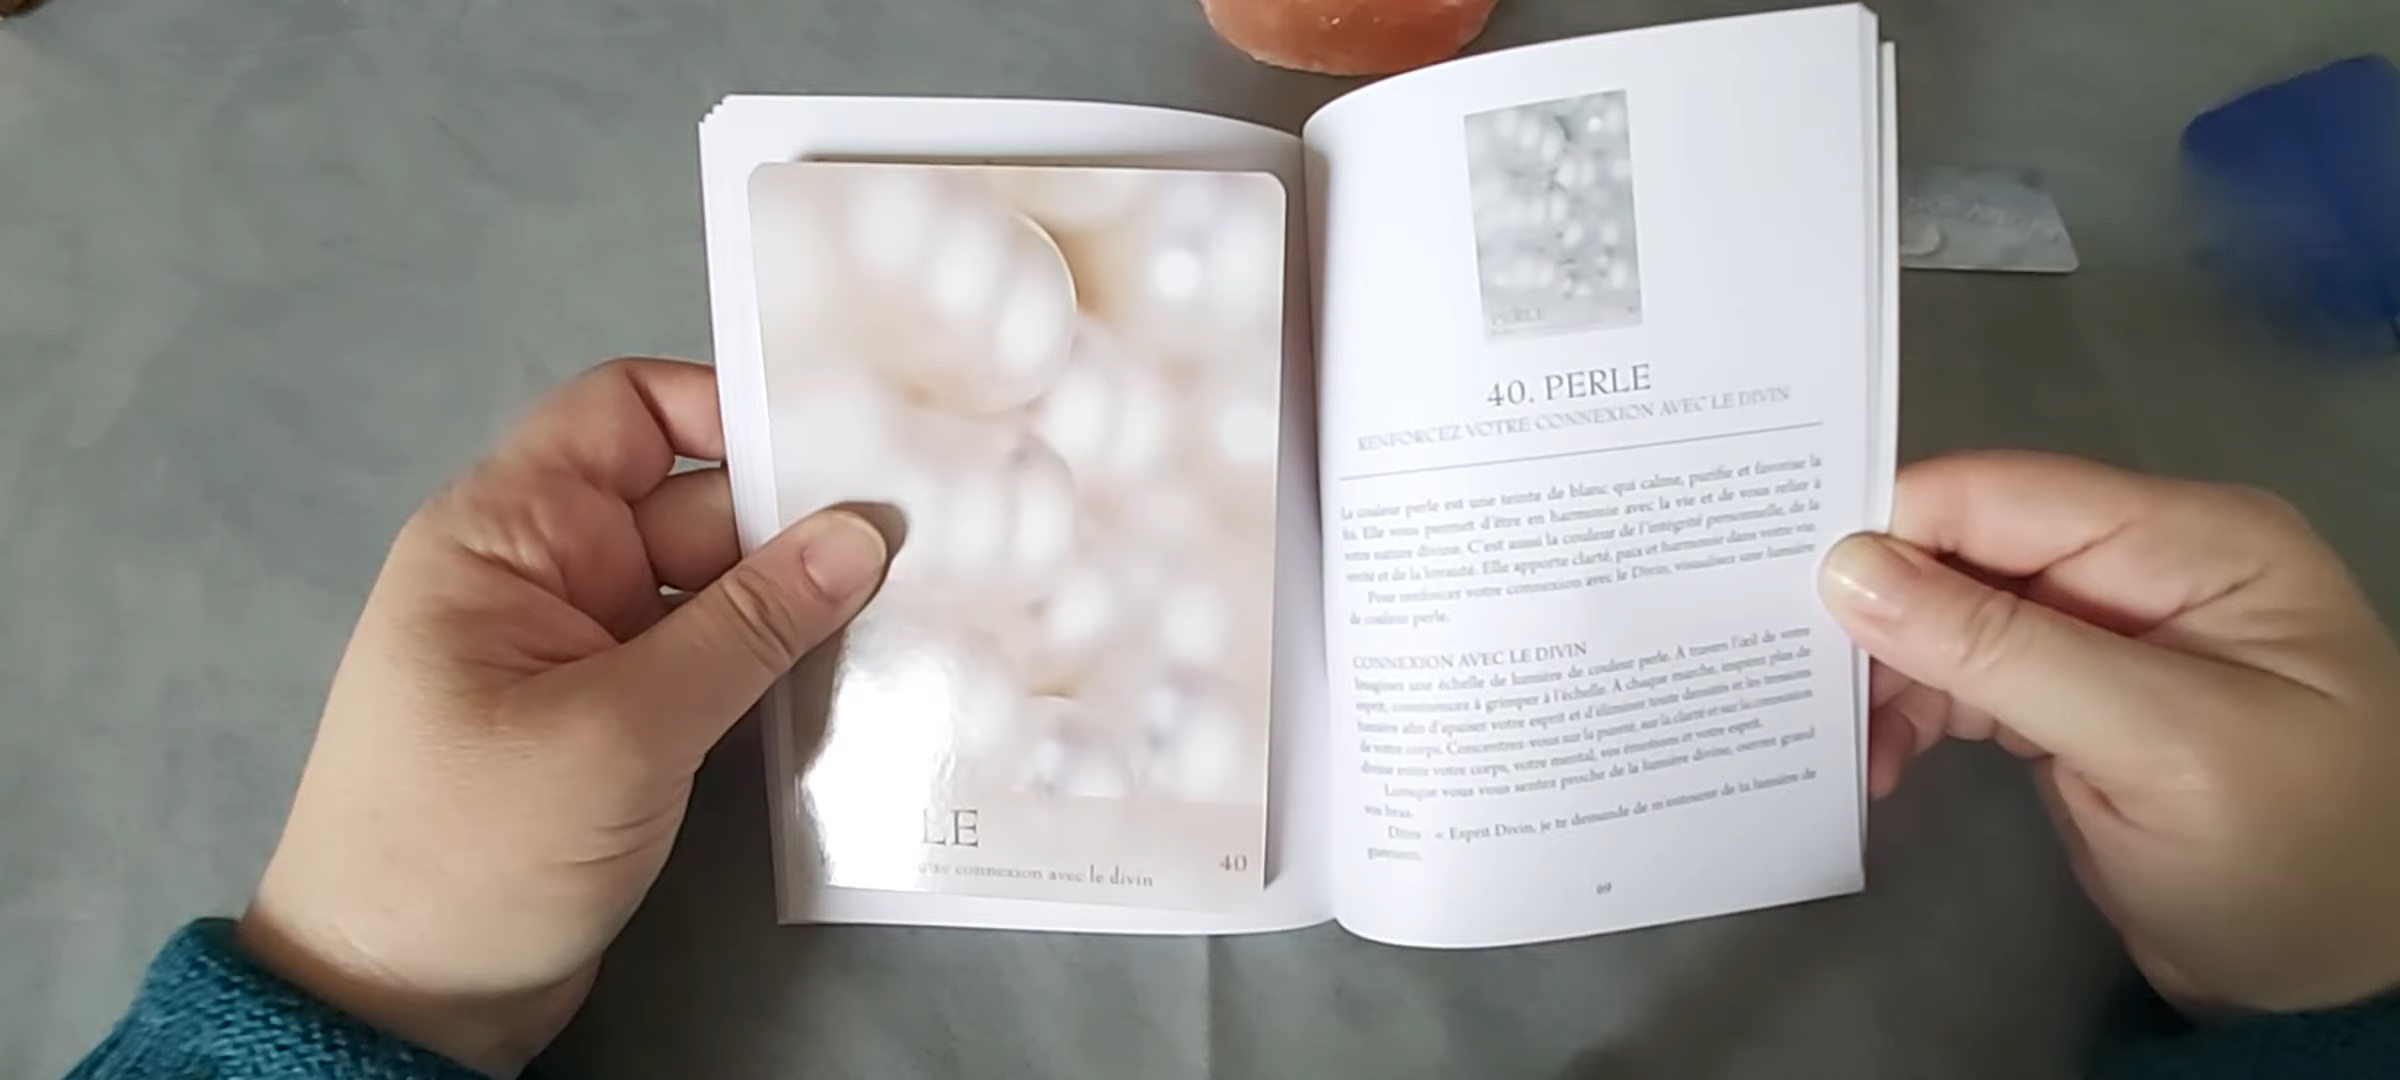 LE
connexion avec le divin
40
PERLE
40. PERLE
RENFORCEZ VOTRE CONNEXION AVEC LE DIVIN
La couleur perle est une teinte de blanc qui calme, purifie et favorise la
foi. Elle vous permet d'être en harmonie avec la vie et de vous relier à
votre nature divine. C'est aussi la couleur de l'intégrité personnelle, de la
vérité et de la loyauté. Elle apporte clarté, paix et harmonie dans votre vie.
Pour renforcer votre connexion avec le Divin, visualisez une lumière
de couleur perle.
CONNEXION AVEC LE DIVIN
Imaginez une échelle de lumière de couleur perle. À travers l'œil de votre
esprit, commencez à grimper à l'échelle. À chaque marche, inspirez plus de
lumière afin d'apaiser votre esprit et d'éliminer toute densité et les tensions
de votre corps. Concentrez-vous sur la pureté, sur la clarté et sur la connexion
divine entre votre corps, votre mental, vos émotions et votre esprit.
Lorsque vous vous sentez proche de la lumière divine, ouvrez grand
vos bras.
Dites : « Esprit Divin, je te demande de m'entourer de ta lumière de
guérison.
69